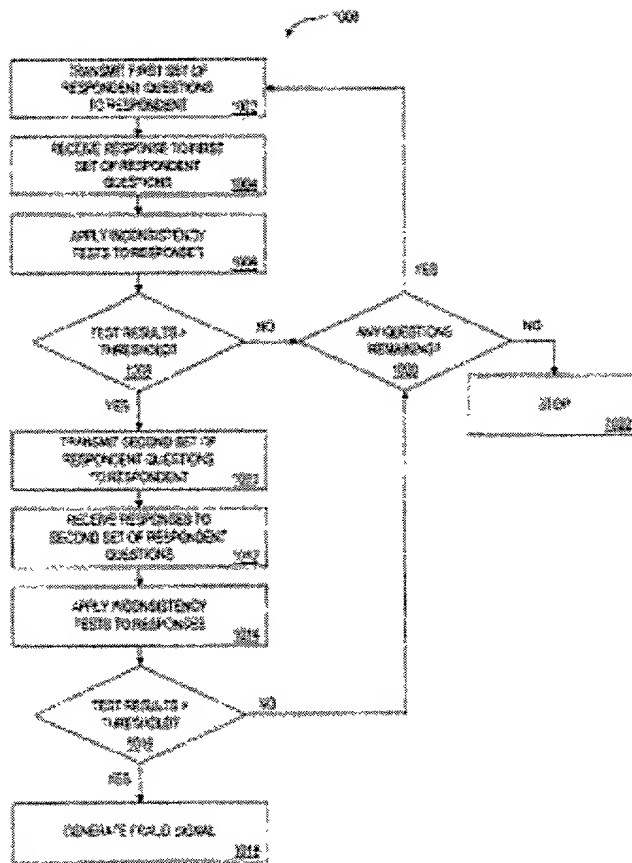 TRANSMIT FIRST SET OF
RESPONDENT QUESTIONS
TO RESPONDENT
RECEIVE RESPONSE TO FIRST
SET OF RESPONDENT
QUESTIONS
1004
APPLY INCONSISTENCY
TESTS TO RESPONSES
YES
TEST RESULTS >
THRESHOLD?
NO
ANY QUESTIONS
REMAINING?
NO
STOP
YES
TRANSMIT SECOND SET OF
RESPONDENT QUESTIONS
TO RESPONDENT
RECEIVE RESPONSES TO
SECOND SET OF RESPONDENT
QUESTIONS
APPLY INCONSISTENCY
TESTS TO RESPONSES
TEST RESULTS >
THRESHOLD?
NO
YES
GENERATE FRAUD SIGNAL